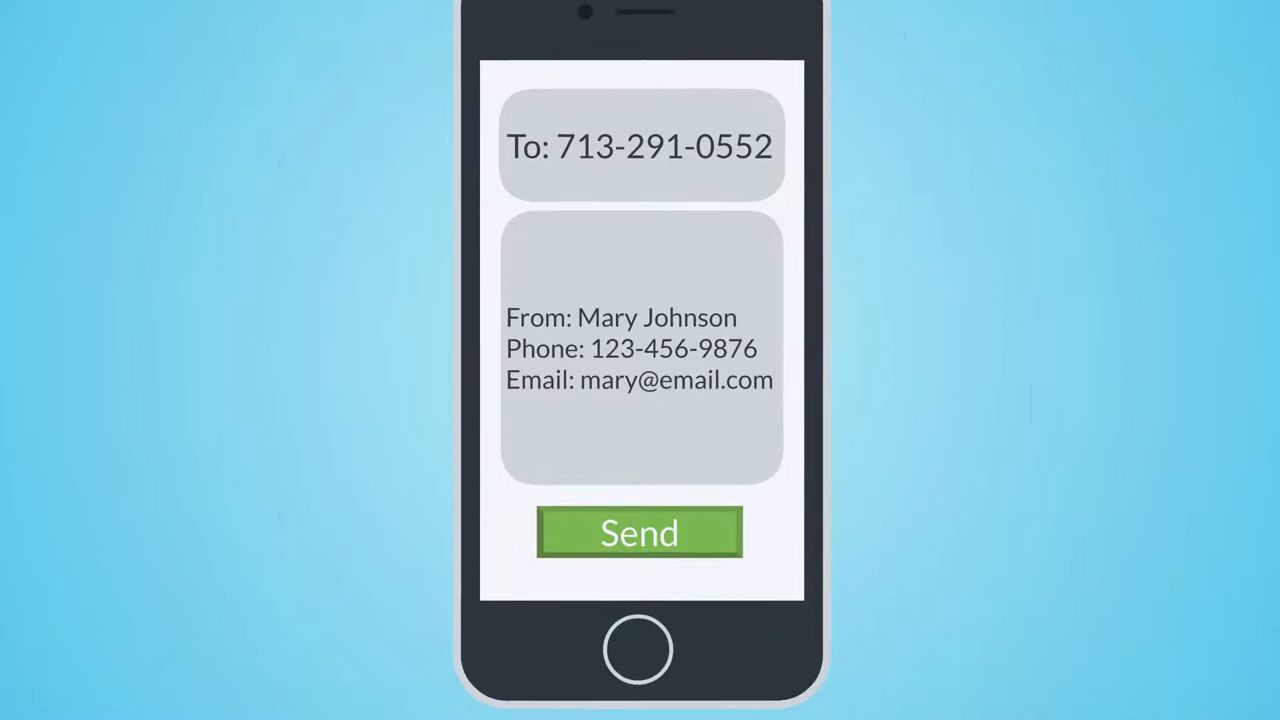 To: 713-291-0552
From: Mary Johnson
Phone: 123-456-9876
Email: mary@email.com
Send